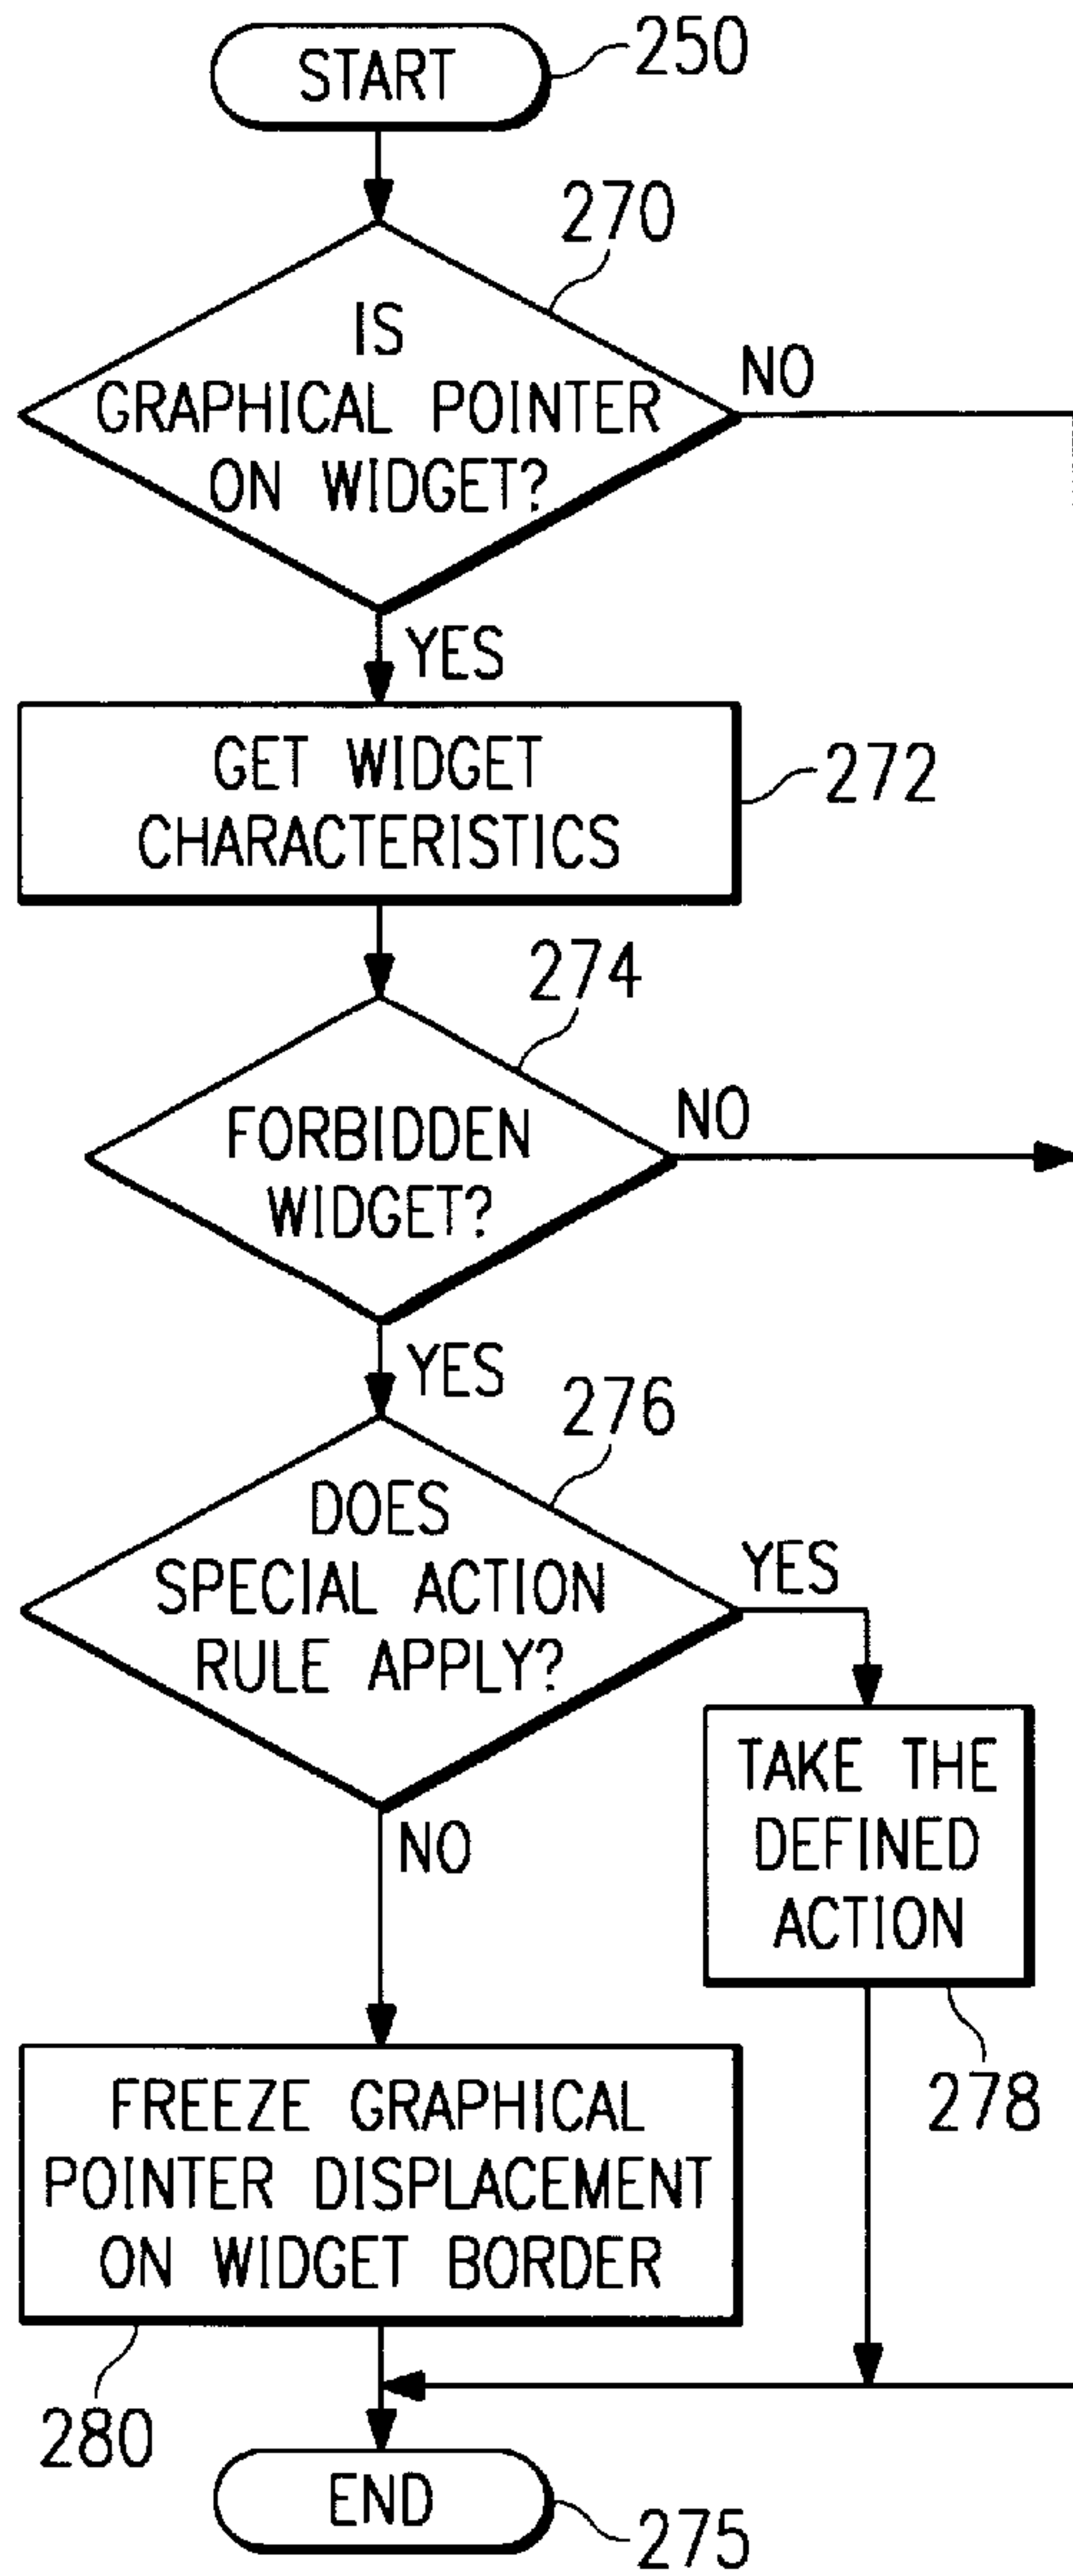 START
250
270
IS
GRAPHICAL POINTER
ON WIDGET?
NO
YES
GET WIDGET
CHARACTERISTICS
272
274
FORBIDDEN
WIDGET?
NO
YES
276
DOES
SPECIAL ACTION
RULE APPLY?
YES
TAKE THE
DEFINED
ACTION
NO
278
FREEZE GRAPHICAL
POINTER DISPLACEMENT
ON WIDGET BORDER
280
END
275